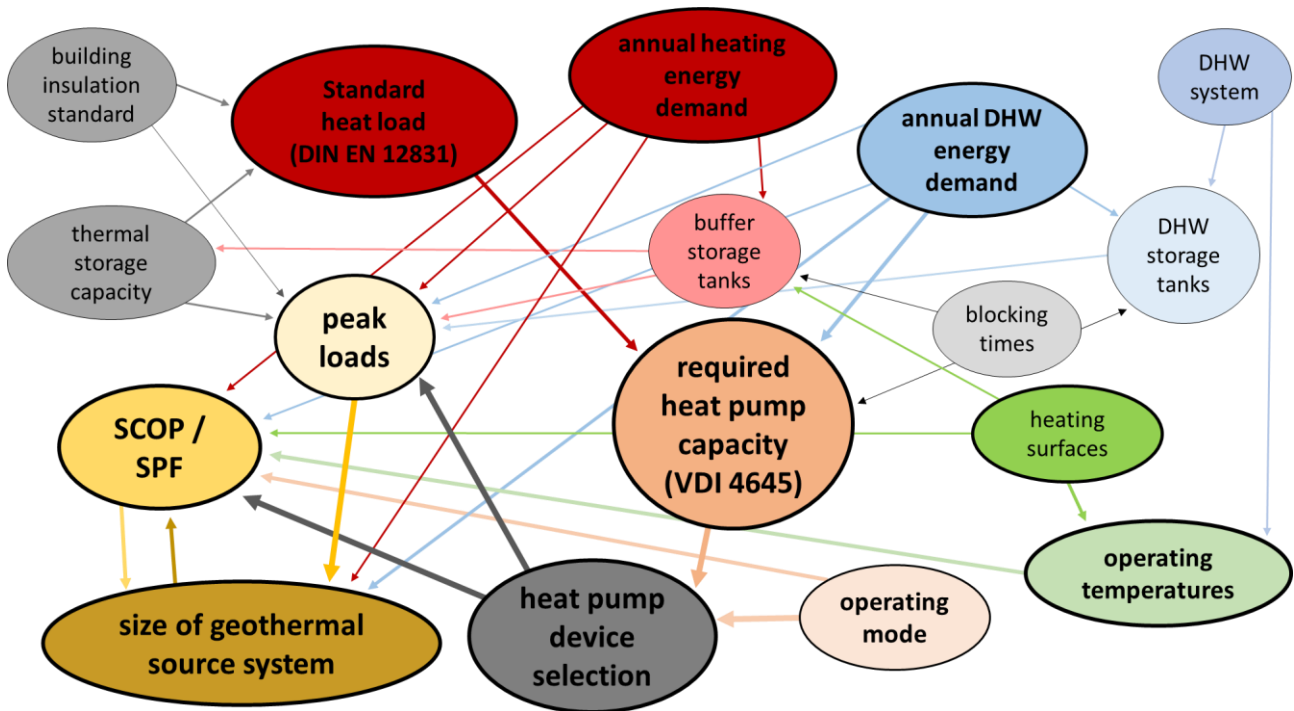 building
insulation
standard
Standard
heat load
(DIN EN 12831)
annual heating
energy
demand
annual DHW
energy
demand
DHW
system
thermal
storage
capacity
buffer
storage
tanks
DHW
storage
tanks
peak
loads
blocking
times
required
heat pump
capacity
(VDI 4645)
SCOP /
SPF
heating
surfaces
operating
temperatures
size of geothermal
source system
heat pump
device
selection
operating
mode